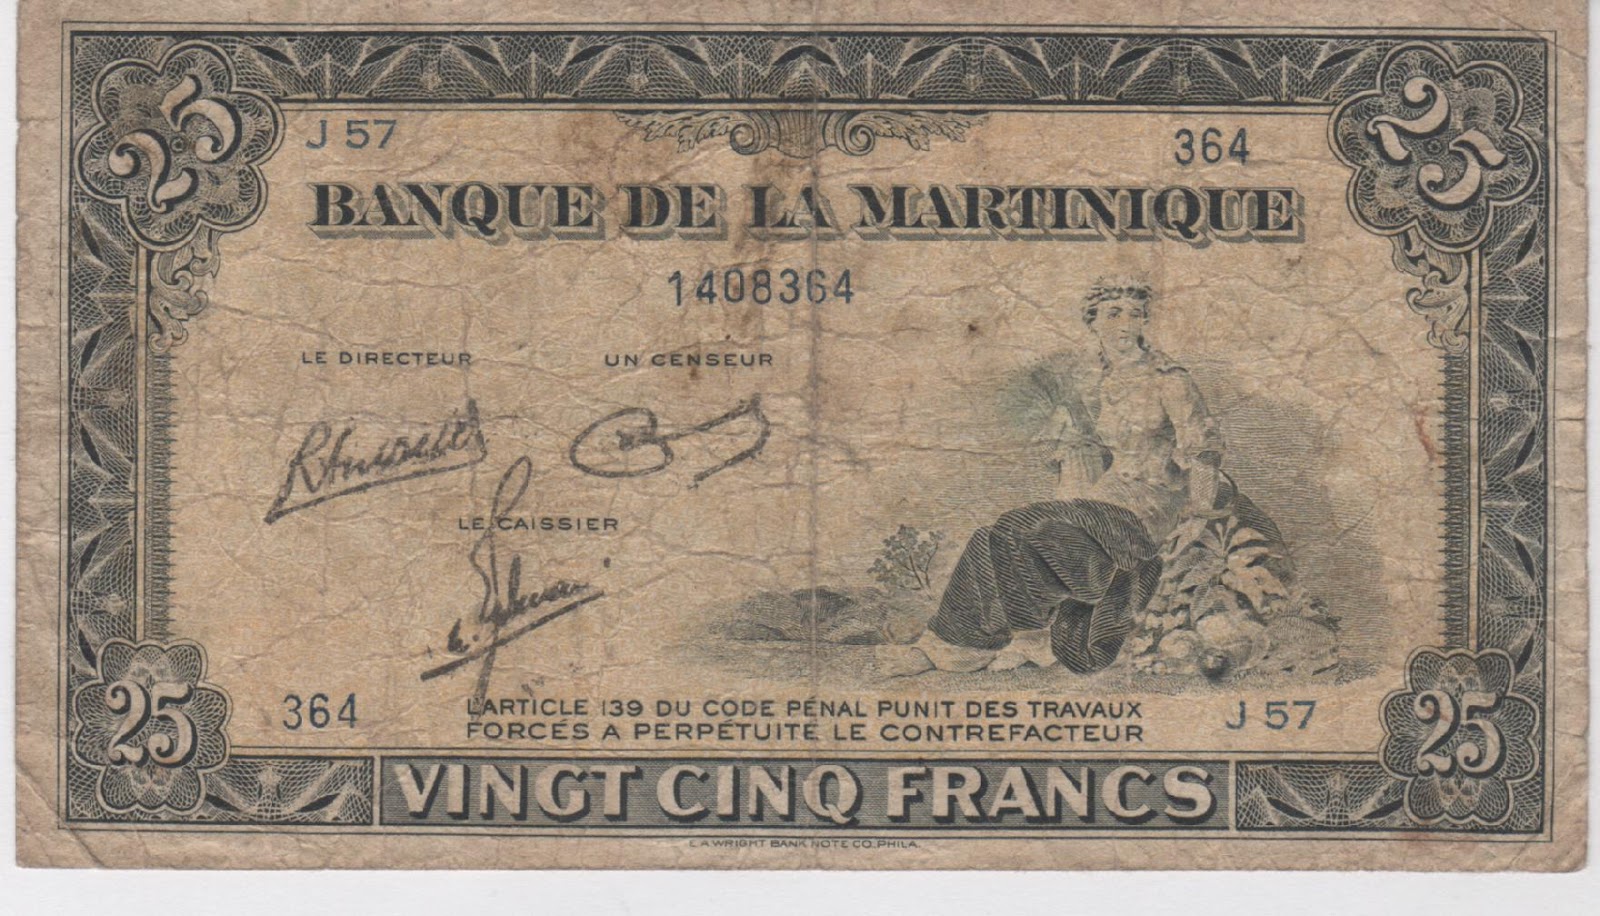 25 25
J 57 364
BANQUE DE LA MARTINIQUE
1408364
LE DIRECTEUR UN CENSEUR
LE CAISSIER
364 L'ARTICLE 139 DU CODE PÉNAL PUNIT DES TRAVAUX J 57
FORCÉS A PERPÉTUITE LE CONTREFACTEUR
25 VINGT CINQ FRANCS 25
E.A. WRIGHT BANK NOTE CO. PHILA.